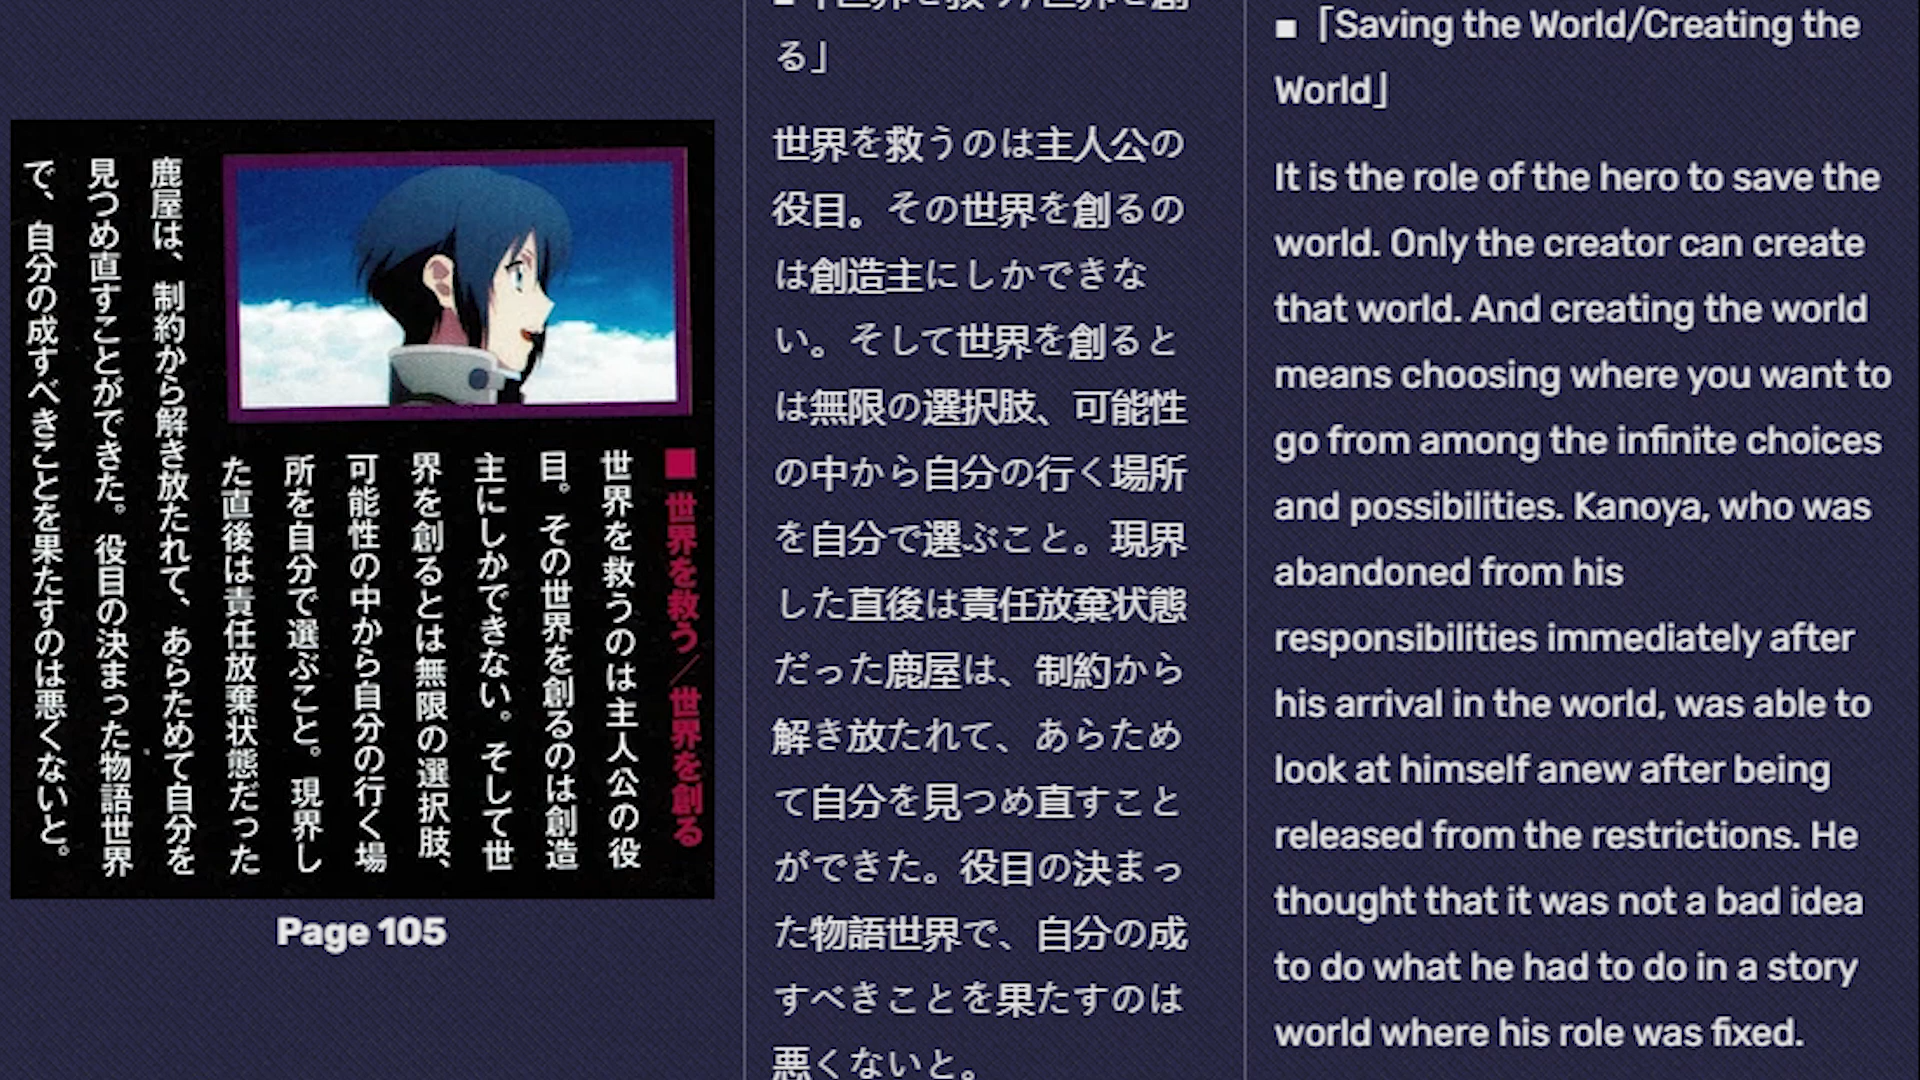 ■ 世界を救う／世界を創る
世界を救うのは主人公の役
目。その世界を創るのは創造
主にしかできない。そして世
界を創るとは無限の選択肢、
可能性の中から自分の行く場
所を自分で選ぶこと。現界し
た直後は責任放棄状態だった
鹿屋は、制約から解き放たれて、あらためて自分を
見つめ直すことができた。役目の決まった物語世界
で、自分の成すべきことを果たすのは悪くないと。
Page 105
る」
世界を救うのは主人公の
役目。その世界を創るの
は創造主にしかできな
い。そして世界を創ると
は無限の選択肢、可能性
の中から自分の行く場所
を自分で選ぶこと。現界
した直後は責任放棄状態
だった鹿屋は、制約から
解き放たれて、あらため
て自分を見つめ直すこと
ができた。役目の決まっ
た物語世界で、自分の成
すべきことを果たすのは
悪くないと。
■「Saving the World/Creating the
World」
It is the role of the hero to save the
world. Only the creator can create
that world. And creating the world
means choosing where you want to
go from among the infinite choices
and possibilities. Kanoya, who was
abandoned from his
responsibilities immediately after
his arrival in the world, was able to
look at himself anew after being
released from the restrictions. He
thought that it was not a bad idea
to do what he had to do in a story
world where his role was fixed.